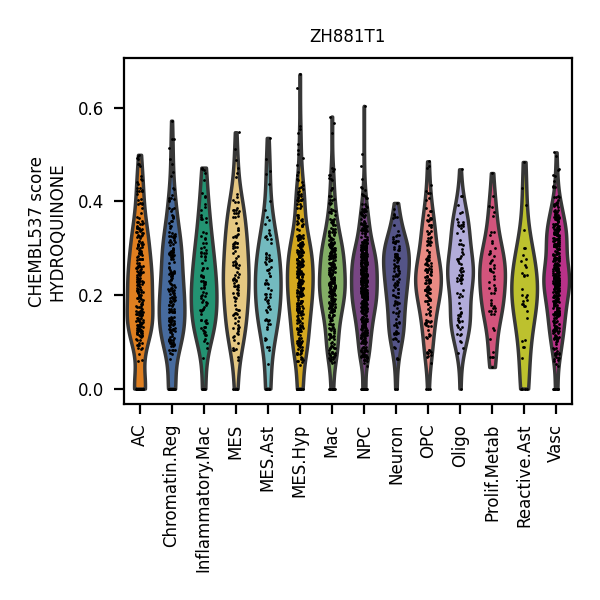 ZH881T1
CHEMBL537 score
HYDROQUINONE
0.6
0.4
0.2
0.0
AC
Chromatin.Reg
Inflammatory.Mac
MES
MES.Ast
MES.Hyp
Mac
NPC
Neuron
OPC
Oligo
Prolif.Metab
Reactive.Ast
Vasc